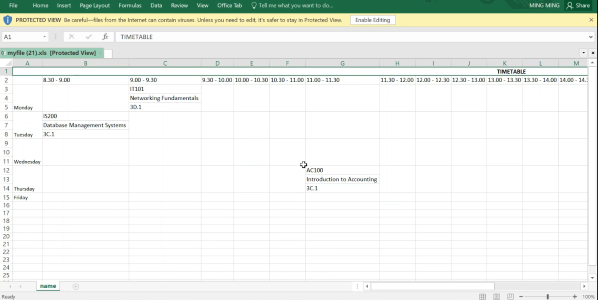 File Home Insert Page Layout Formulas Data Review View Office Tab Tell me what you want to do... MING MING Share
PROTECTED VIEW Be careful—files from the Internet can contain viruses. Unless you need to edit, it's safer to stay in Protected View. Enable Editing
A1 fx TIMETABLE
myfile (21).xls [Protected View]
A B C D E F G H I J K L M
1 TIMETABLE
2 8.30 - 9.00 9.00 - 9.30 9.30 - 10.00 10.00 - 10.30 10.30 - 11.00 11.00 - 11.30 11.30 - 12.00 12.00 - 12.30 12.30 - 13.00 13.00 - 13.30 13.30 - 14.00 14.00 - 14.
3 IT101
4 Networking Fundamentals
5 Monday 3D.1
6 IS200
7 Database Management Systems
8 Tuesday 3C.1
9
10
11 Wednesday
12 AC100
13 Introduction to Accounting
14 Thursday 3C.1
15 Friday
16
17
18
19
20
21
22
23
24
25
name
Ready 100%